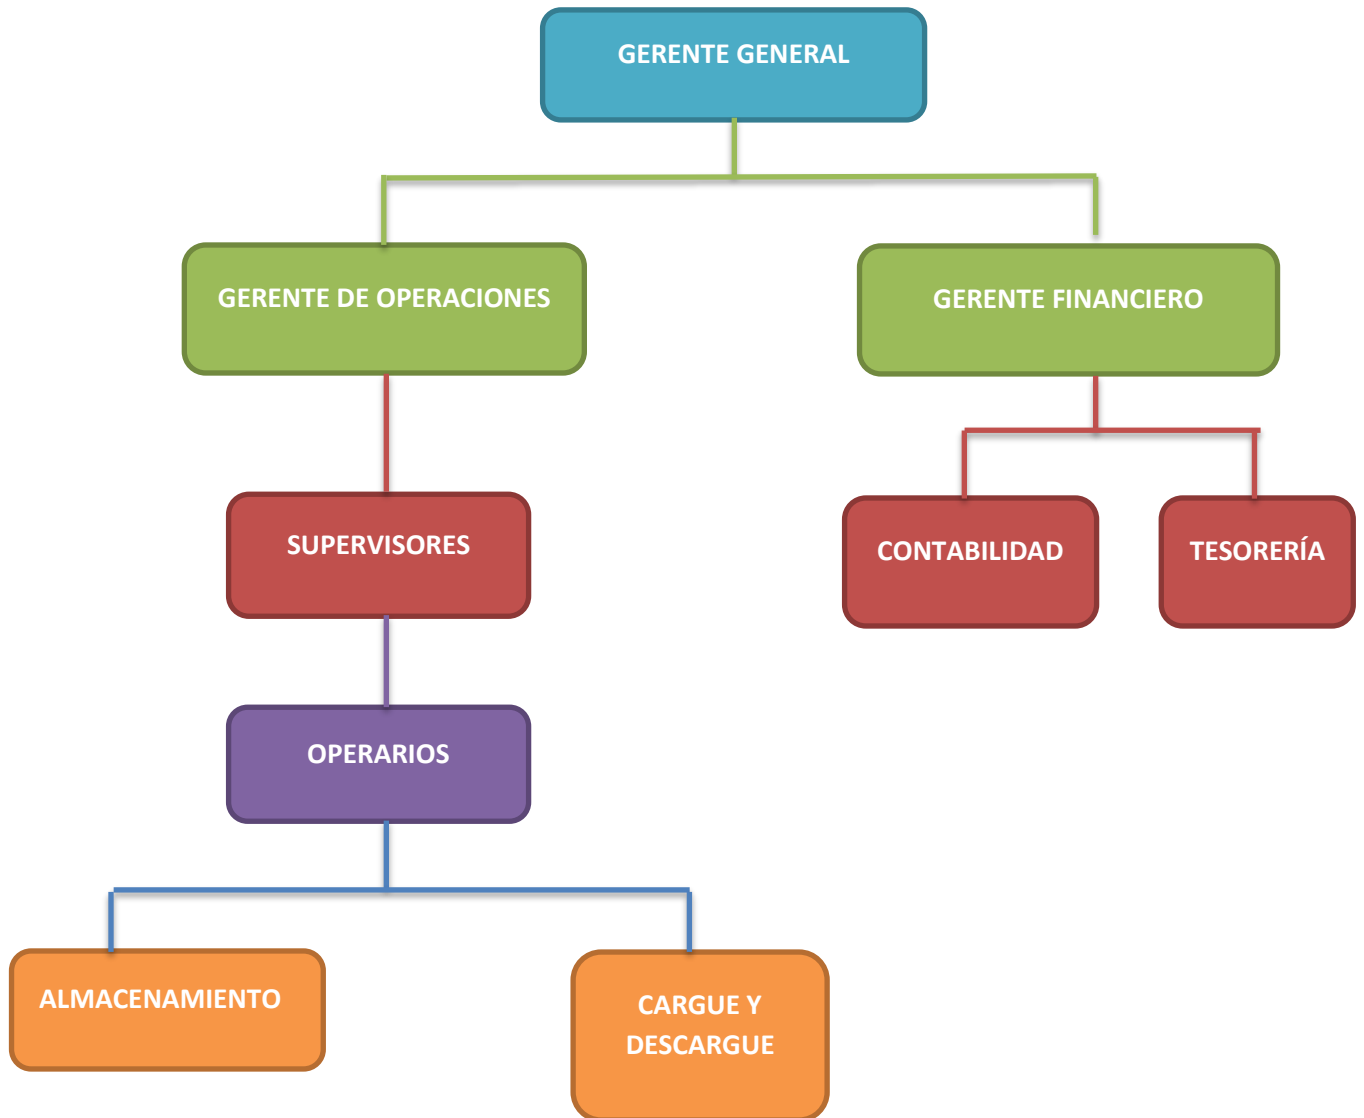 GERENTE GENERAL
GERENTE DE OPERACIONES
GERENTE FINANCIERO
SUPERVISORES
CONTABILIDAD
TESORERÍA
OPERARIOS
ALMACENAMIENTO
CARGUE Y
DESCARGUE